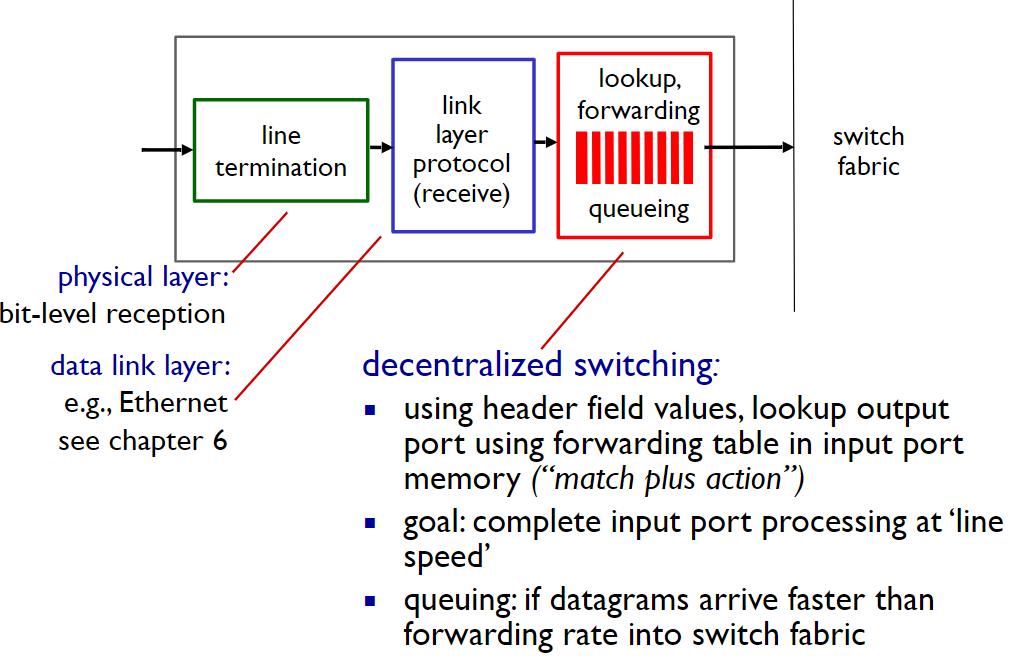 line
termination
link
layer
protocol
(receive)
lookup,
forwarding
queueing
switch
fabric
physical layer:
bit-level reception
data link layer:
e.g., Ethernet
see chapter 6
decentralized switching:
▪ using header field values, lookup output
port using forwarding table in input port
memory (“match plus action”)
▪ goal: complete input port processing at ‘line
speed’
▪ queuing: if datagrams arrive faster than
forwarding rate into switch fabric